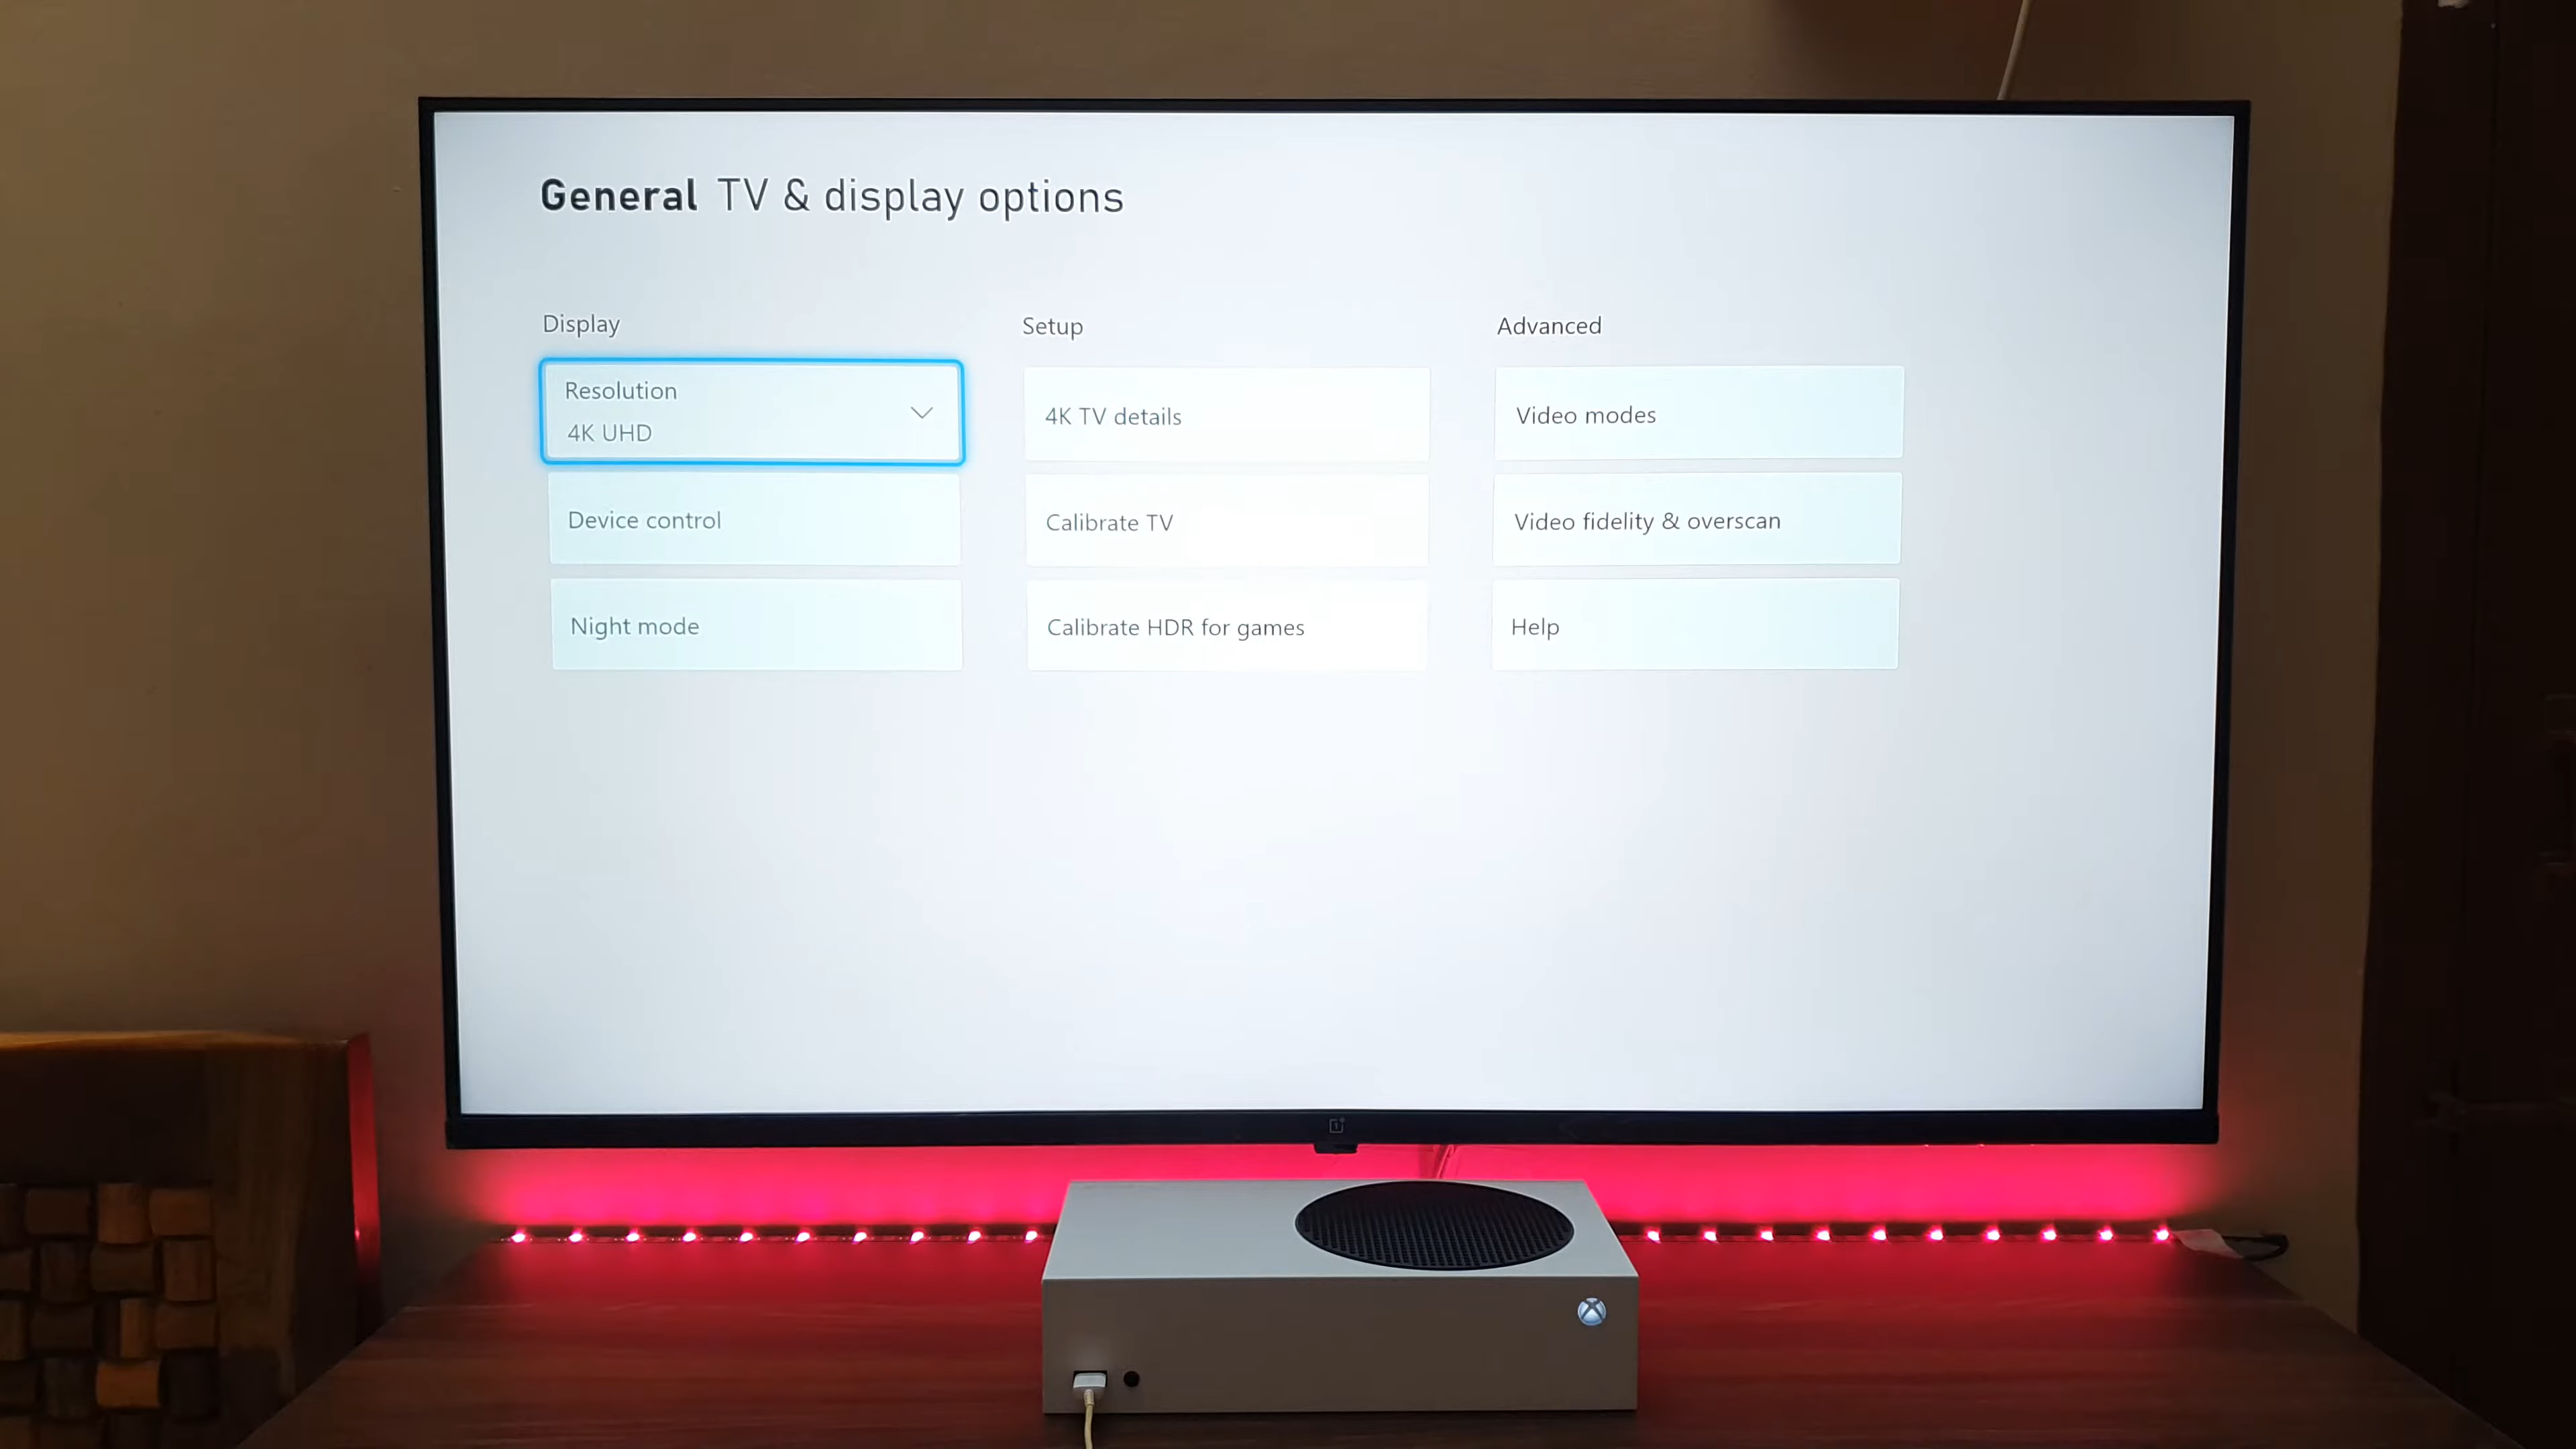 General TV & display options
Display
Resolution
4K UHD
Device control
Night mode
Setup
4K TV details
Calibrate TV
Calibrate HDR for games
Advanced
Video modes
Video fidelity & overscan
Help